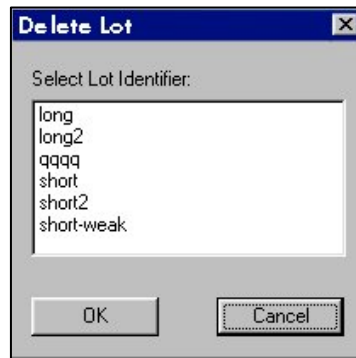 Delete Lot
Select Lot Identifier:
long
long2
qqqq
short
short2
short-weak
OK Cancel